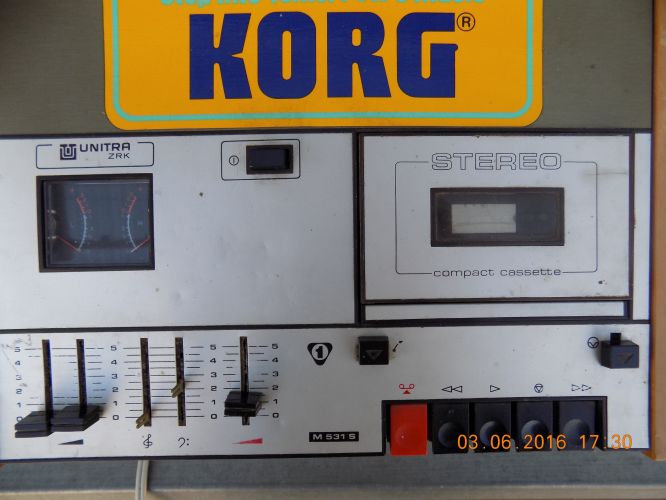 KORG®
UNITRA
ZRK
STEREO
compact cassette
5 5 5
4 4 4
3 3 3
2 2 2
1 1 1
0 0 0
1
M 531 S
03.06.2016 17:30